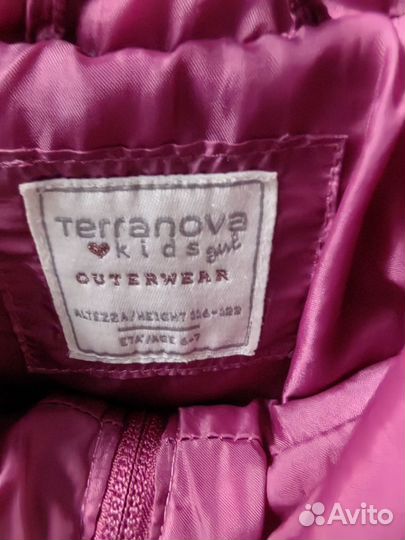 Terranova
kids girl
OUTERWEAR
ALTEZZA/HEIGHT 116-122
ETA'/AGE 6-7
Avito